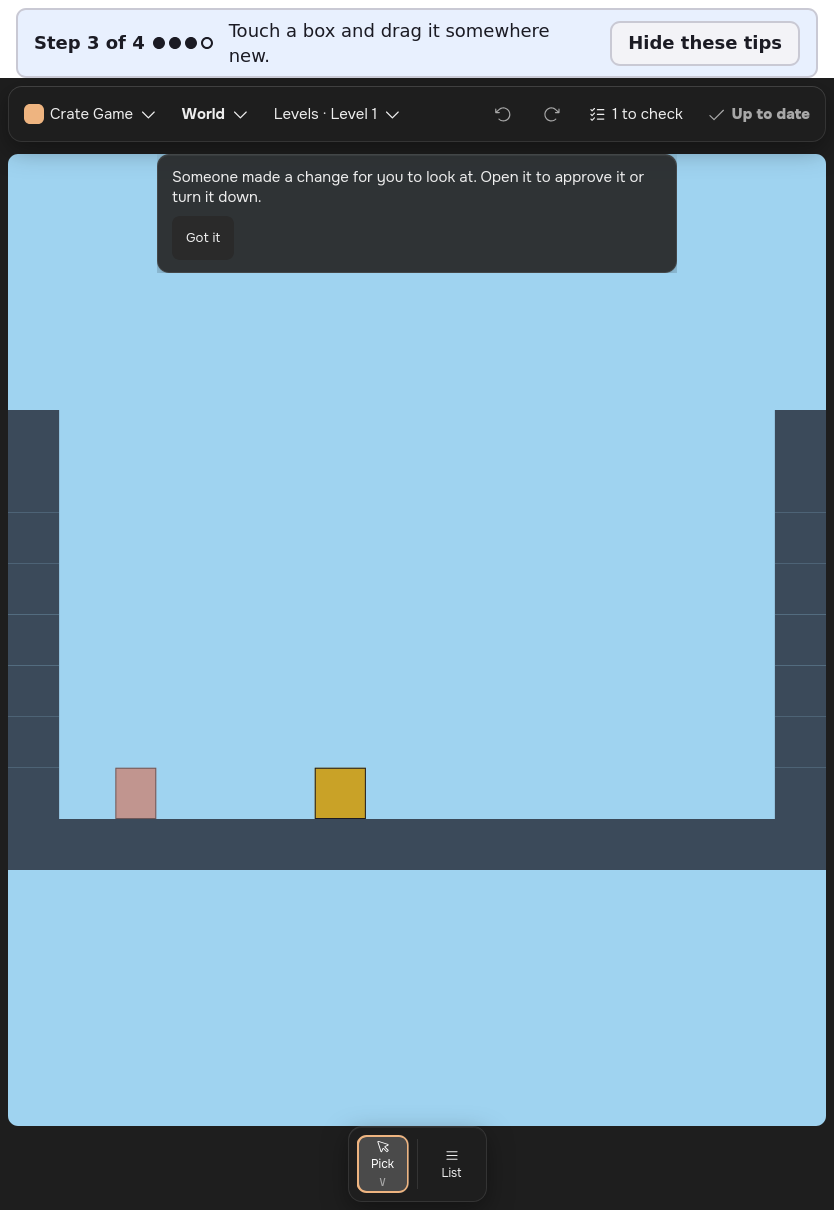 Step 3 of 4
Touch a box and drag it somewhere
new.
Hide these tips
Crate Game
World
Levels · Level 1
1 to check
Up to date
Someone made a change for you to look at. Open it to approve it or
turn it down.
Got it
Pick
V
List